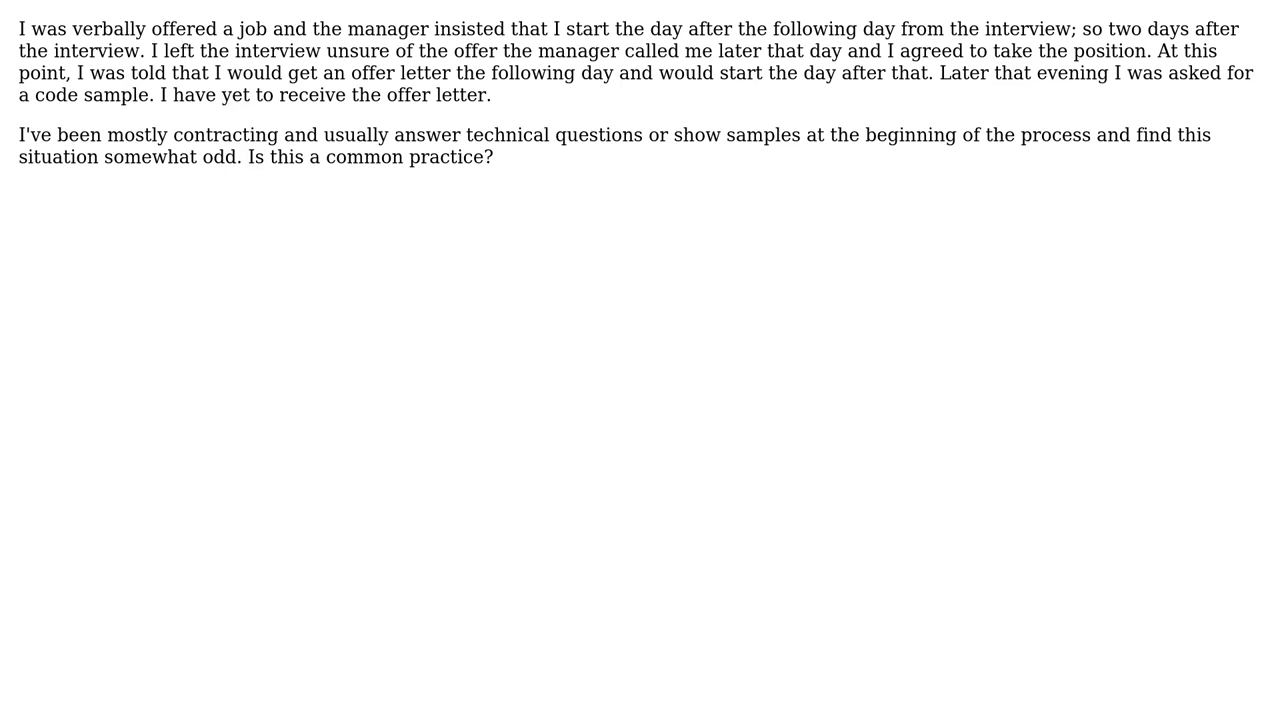 I was verbally offered a job and the manager insisted that I start the day after the following day from the interview; so two days after
the interview. I left the interview unsure of the offer the manager called me later that day and I agreed to take the position. At this
point, I was told that I would get an offer letter the following day and would start the day after that. Later that evening I was asked for
a code sample. I have yet to receive the offer letter.
I've been mostly contracting and usually answer technical questions or show samples at the beginning of the process and find this
situation somewhat odd. Is this a common practice?